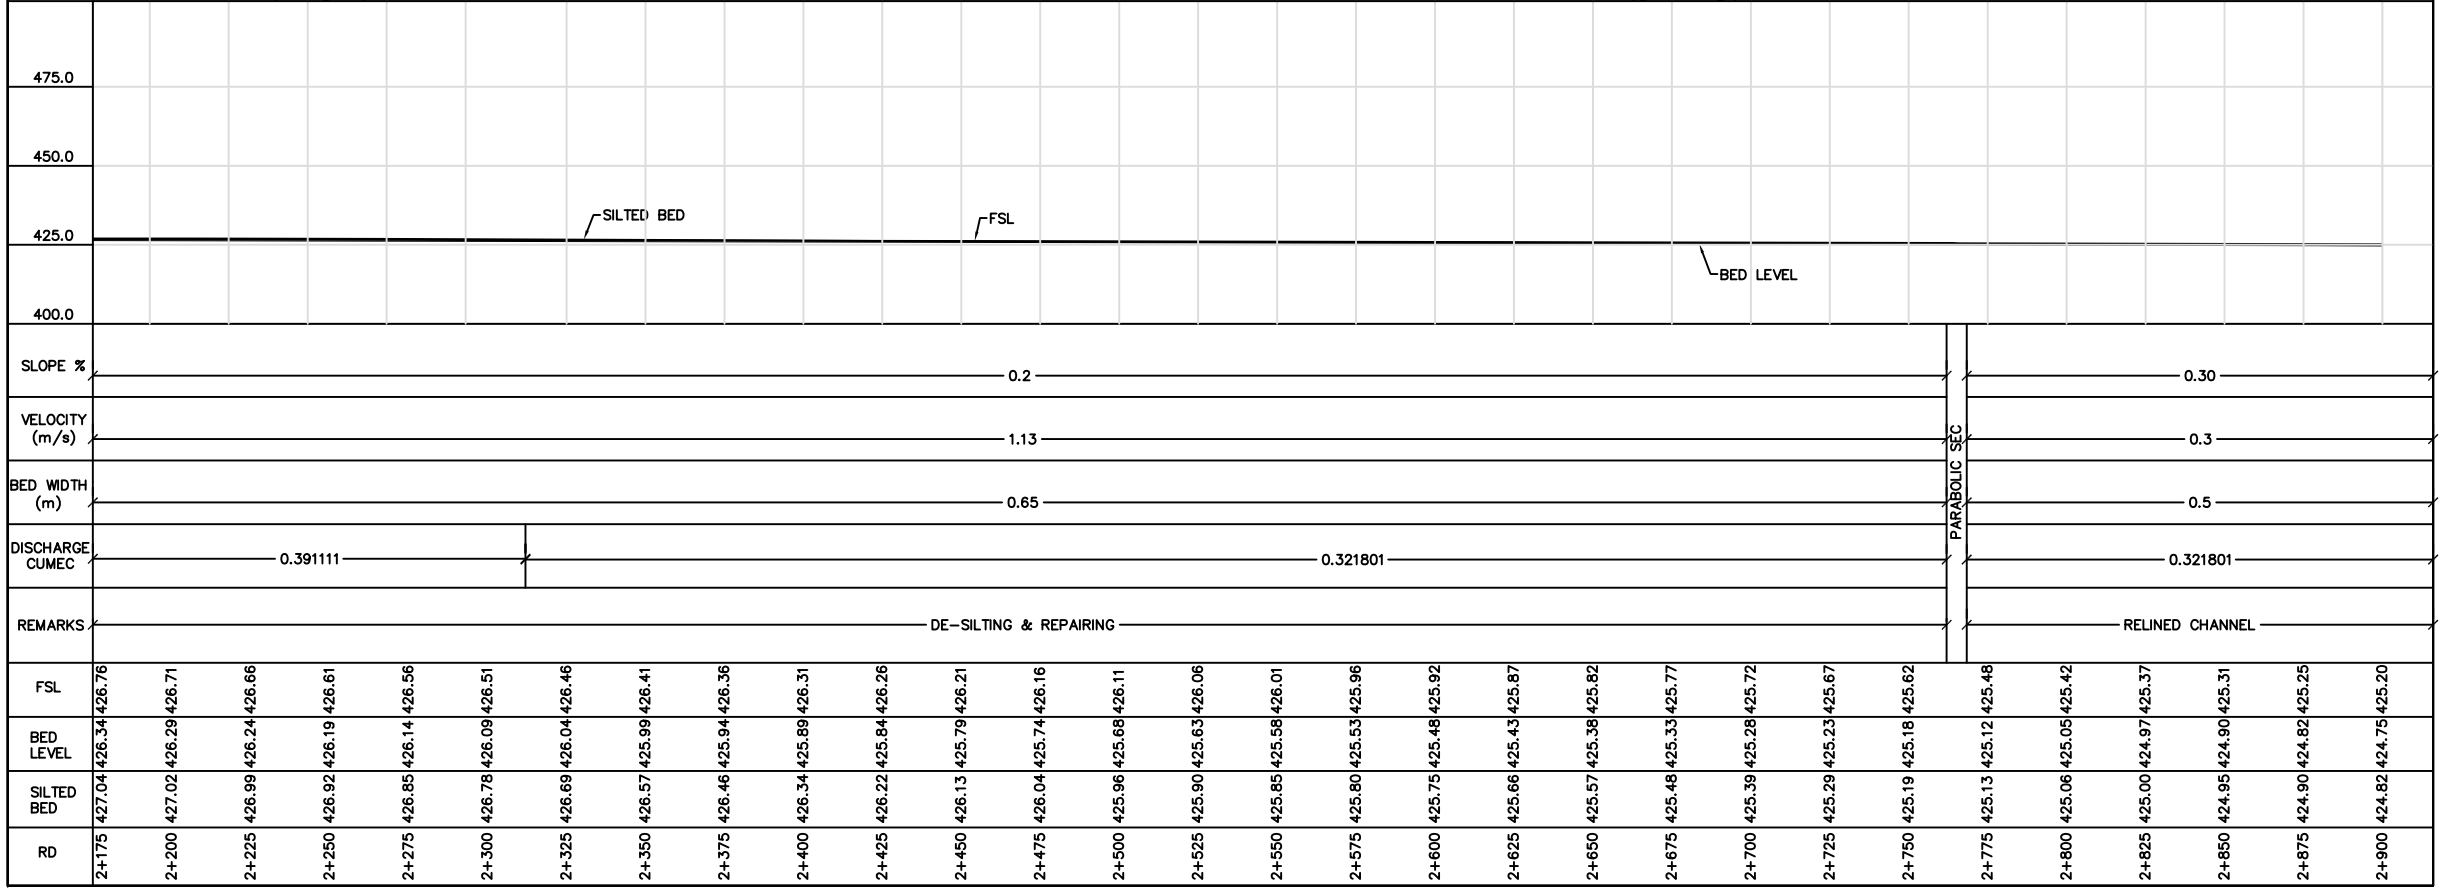 475.0
450.0
425.0
400.0
SILTED BED
FSL
BED LEVEL
SLOPE % 0.2 0.30
VELOCITY
(m/s) 1.13 0.3
BED WIDTH
(m) 0.65 0.5
PARABOLIC SEC
DISCHARGE
CUMEC 0.391111 0.321801 0.321801
REMARKS DE-SILTING & REPAIRING RELINED CHANNEL
FSL 426.76 426.71 426.66 426.61 426.56 426.51 426.46 426.41 426.36 426.31 426.26 426.21 426.16 426.11 426.06 426.01 425.96 425.92 425.87 425.82 425.77 425.72 425.67 425.62 425.48 425.42 425.37 425.31 425.25 425.20
BED
LEVEL 426.34 426.29 426.24 426.19 426.14 426.09 426.04 425.99 425.94 425.89 425.84 425.79 425.74 425.68 425.63 425.58 425.53 425.48 425.43 425.38 425.33 425.28 425.23 425.18 425.12 425.05 424.97 424.90 424.82 424.75
SILTED
BED 427.04 427.02 426.99 426.92 426.85 426.78 426.69 426.57 426.46 426.34 426.22 426.13 426.04 425.96 425.90 425.85 425.80 425.75 425.66 425.57 425.48 425.39 425.29 425.19 425.13 425.06 425.00 424.95 424.90 424.82
RD 2+175 2+200 2+225 2+250 2+275 2+300 2+325 2+350 2+375 2+400 2+425 2+450 2+475 2+500 2+525 2+550 2+575 2+600 2+625 2+650 2+675 2+700 2+725 2+750 2+775 2+800 2+825 2+850 2+875 2+900